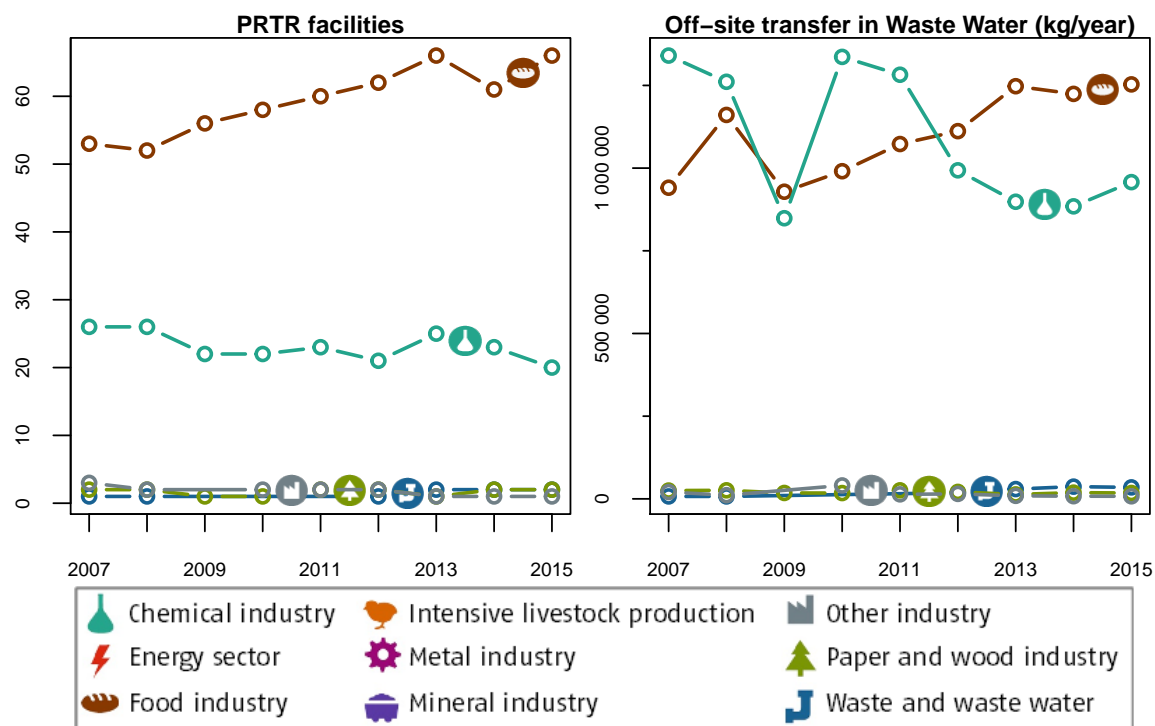 PRTR facilities
Off−site transfer in Waste Water (kg/year)
60
50
40
30
20
10
0
1 000 000
500 000
0
2007 2009 2011 2013 2015
2007 2009 2011 2013 2015
Chemical industry Intensive livestock production Other industry
Energy sector Metal industry Paper and wood industry
Food industry Mineral industry Waste and waste water